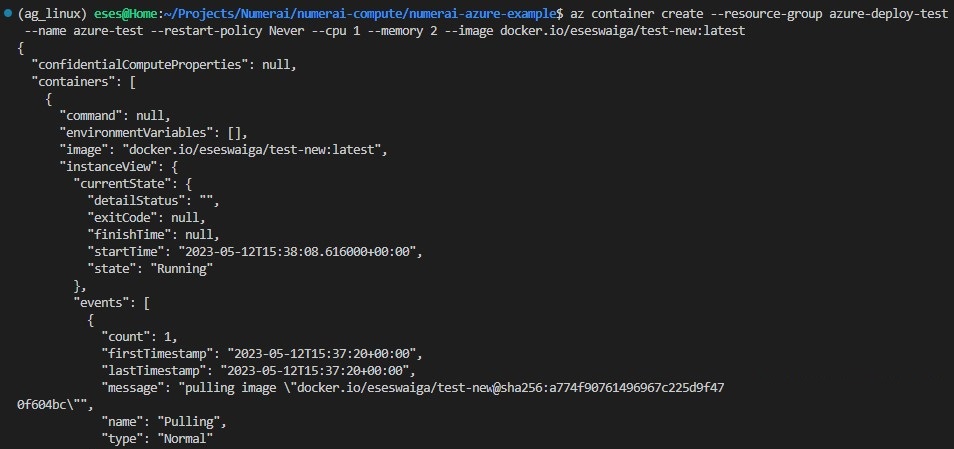 (ag_linux) eses@Home:~/Projects/Numerai/numerai-compute/numerai-azure-example$ az container create --resource-group azure-deploy-test
 --name azure-test --restart-policy Never --cpu 1 --memory 2 --image docker.io/eseswaiga/test-new:latest
{
  "confidentialComputeProperties": null,
  "containers": [
    {
      "command": null,
      "environmentVariables": [],
      "image": "docker.io/eseswaiga/test-new:latest",
      "instanceView": {
        "currentState": {
          "detailStatus": "",
          "exitCode": null,
          "finishTime": null,
          "startTime": "2023-05-12T15:38:08.616000+00:00",
          "state": "Running"
        },
        "events": [
          {
            "count": 1,
            "firstTimestamp": "2023-05-12T15:37:20+00:00",
            "lastTimestamp": "2023-05-12T15:37:20+00:00",
            "message": "pulling image \"docker.io/eseswaiga/test-new@sha256:a774f90761496967c225d9f47
0f604bc\"",
            "name": "Pulling",
            "type": "Normal"